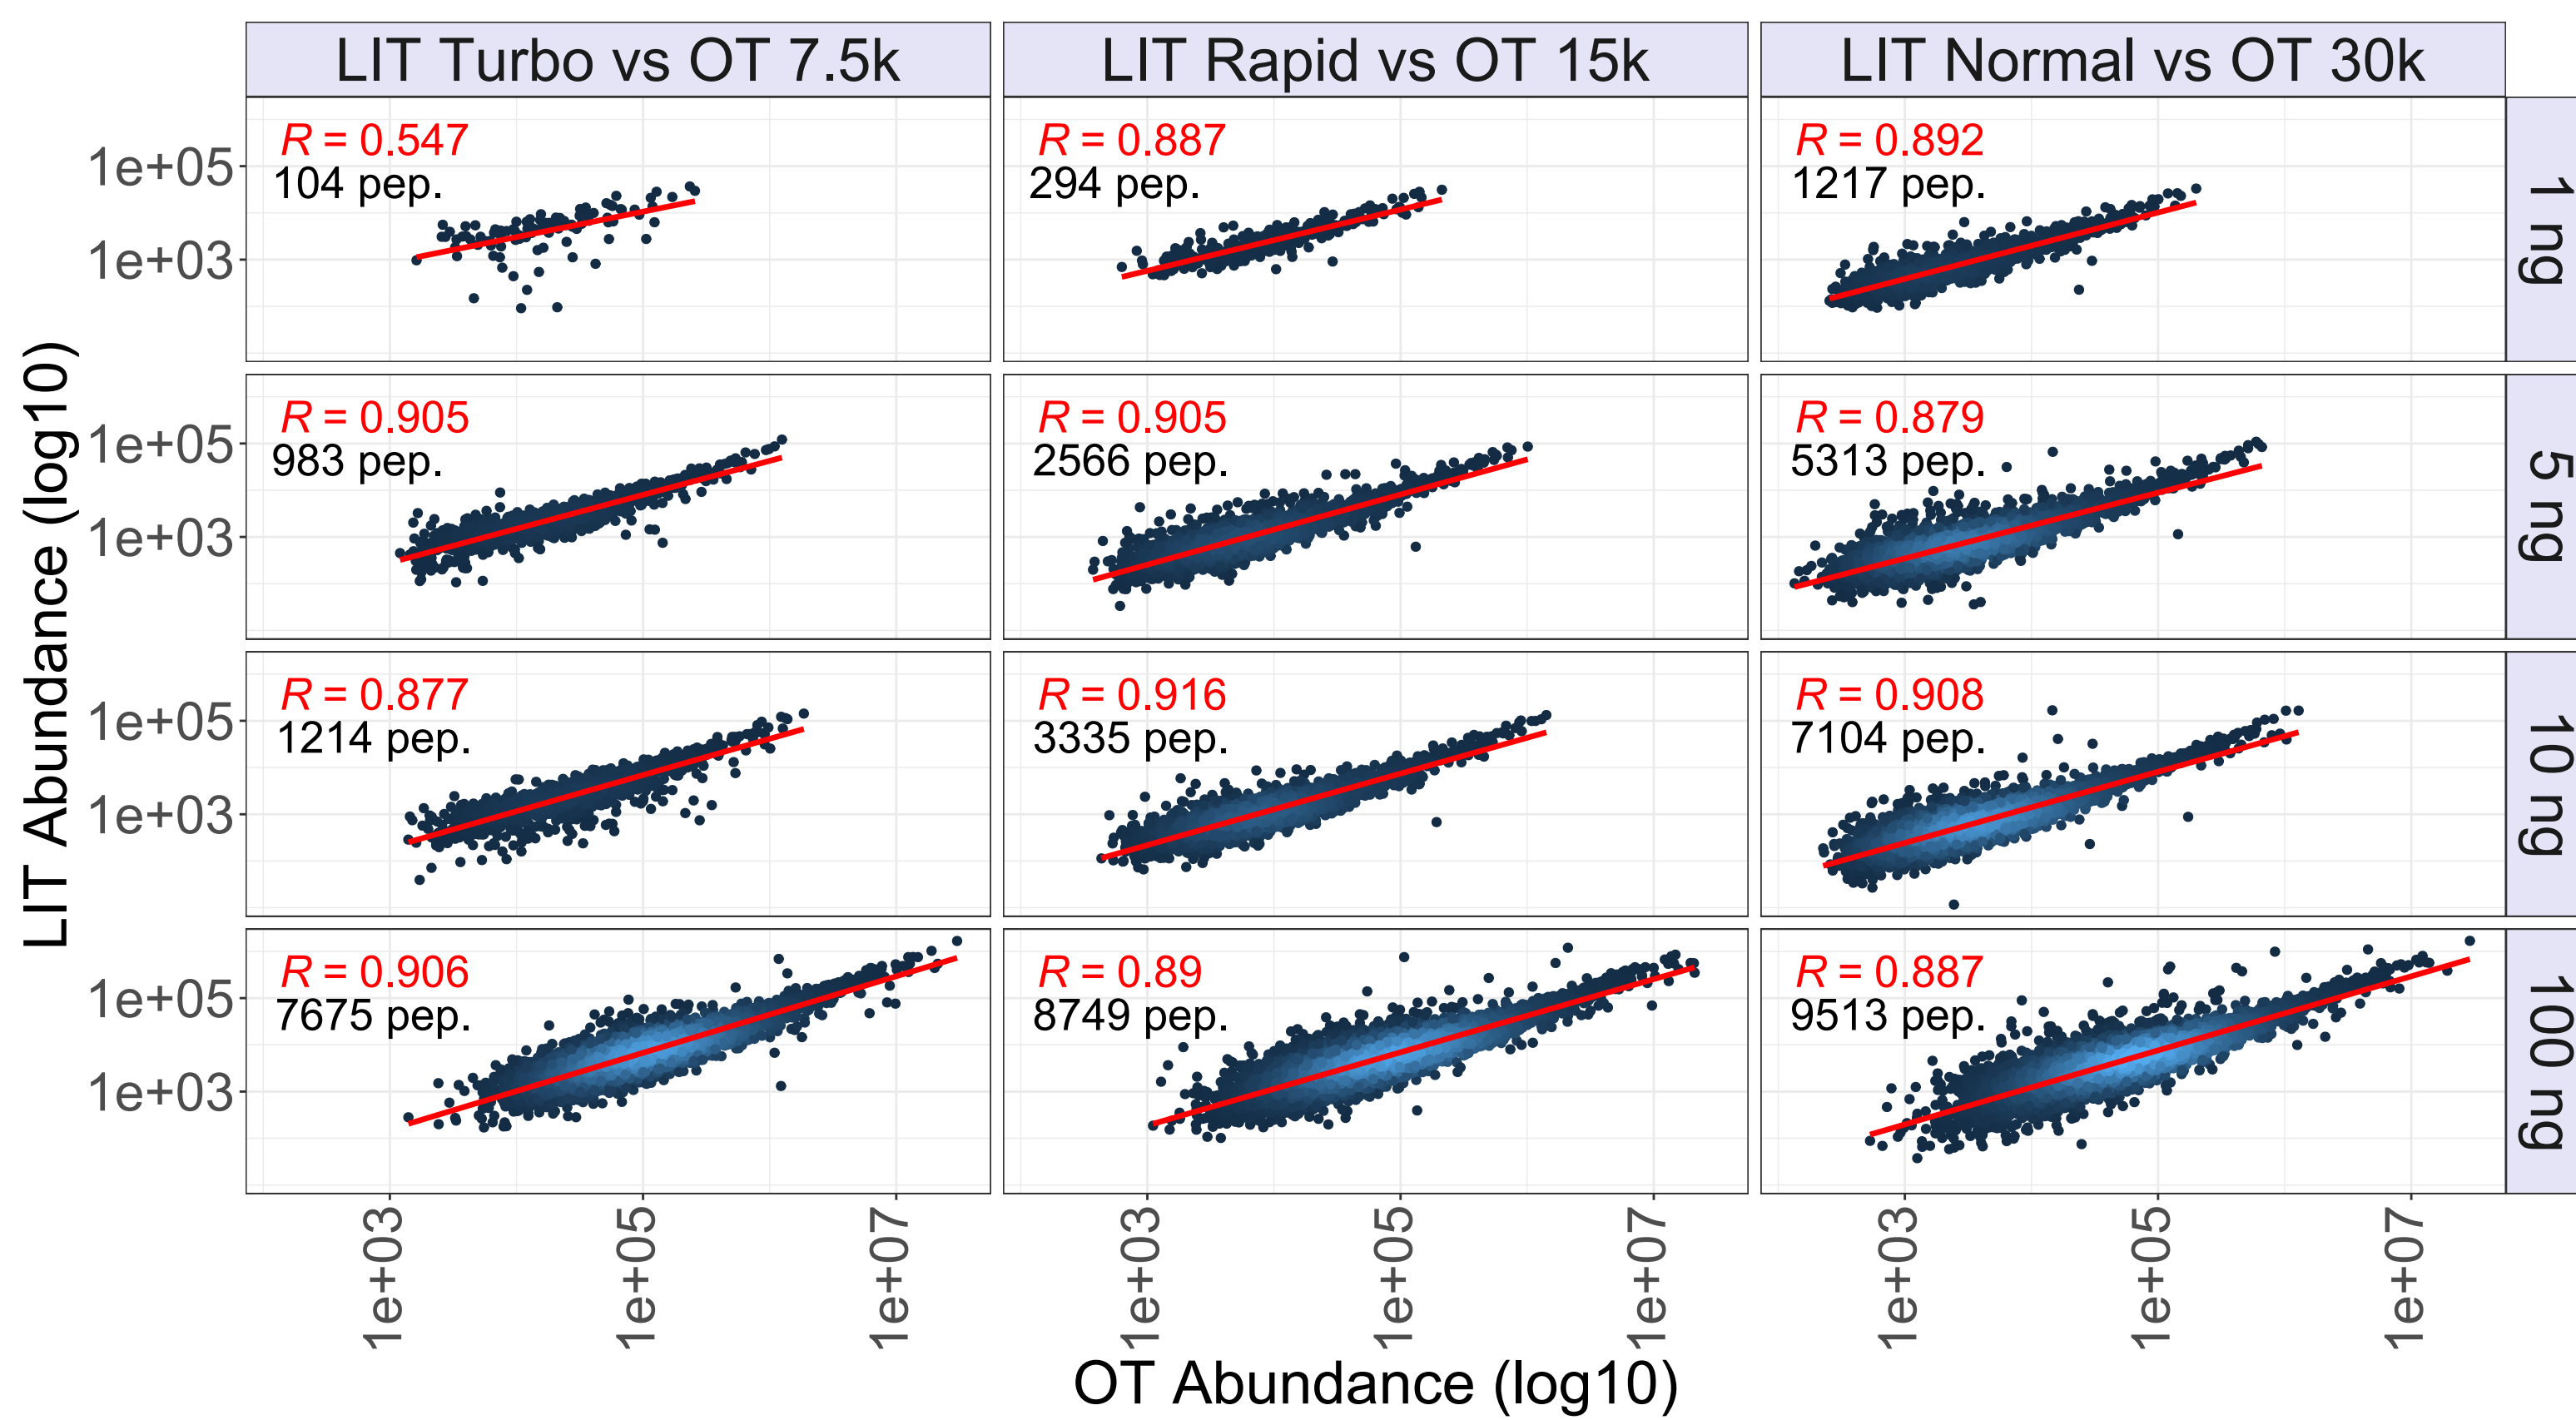 LIT Turbo vs OT 7.5k
LIT Rapid vs OT 15k
LIT Normal vs OT 30k
R = 0.547
104 pep.
R = 0.887
294 pep.
R = 0.892
1217 pep.
1e+05
1e+03
1 ng
R = 0.905
983 pep.
R = 0.905
2566 pep.
R = 0.879
5313 pep.
1e+05
1e+03
5 ng
R = 0.877
1214 pep.
R = 0.916
3335 pep.
R = 0.908
7104 pep.
1e+05
1e+03
10 ng
R = 0.906
7675 pep.
R = 0.89
8749 pep.
R = 0.887
9513 pep.
1e+05
1e+03
100 ng
LIT Abundance (log10)
1e+03
1e+05
1e+07
1e+03
1e+05
1e+07
1e+03
1e+05
1e+07
OT Abundance (log10)